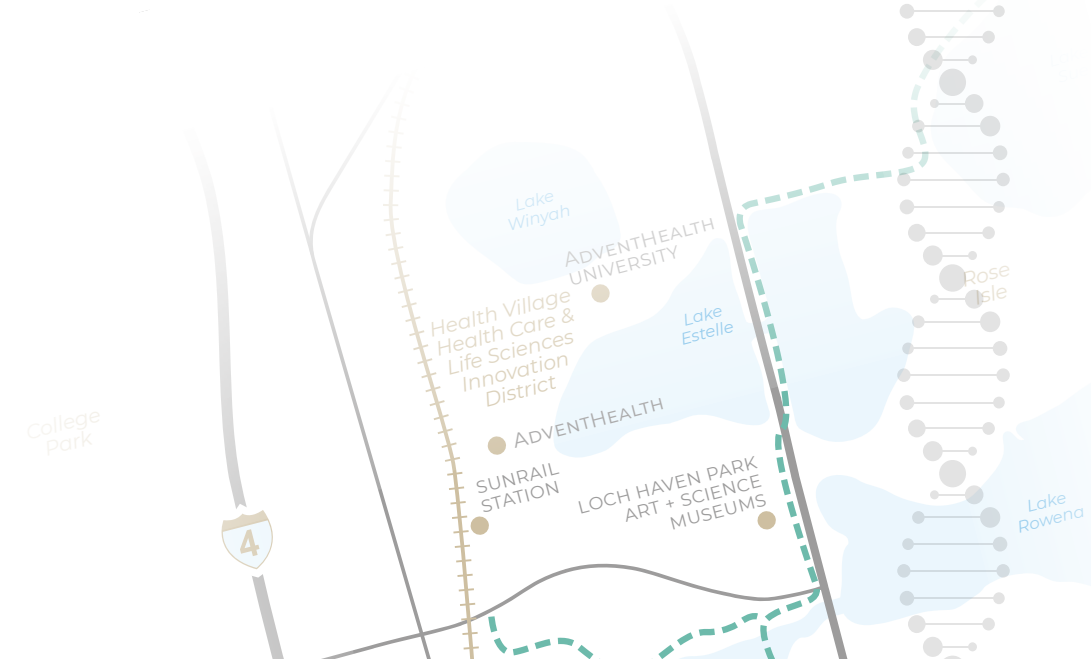 Lake
Winyah
ADVENTHEALTH
UNIVERSITY
Rose
Isle
Health Village
Health Care &
Life Sciences
Innovation
District
Lake
Estelle
College
Park
ADVENTHEALTH
SUNRAIL
STATION
LOCH HAVEN PARK
ART + SCIENCE
MUSEUMS
Lake
Rowena
4